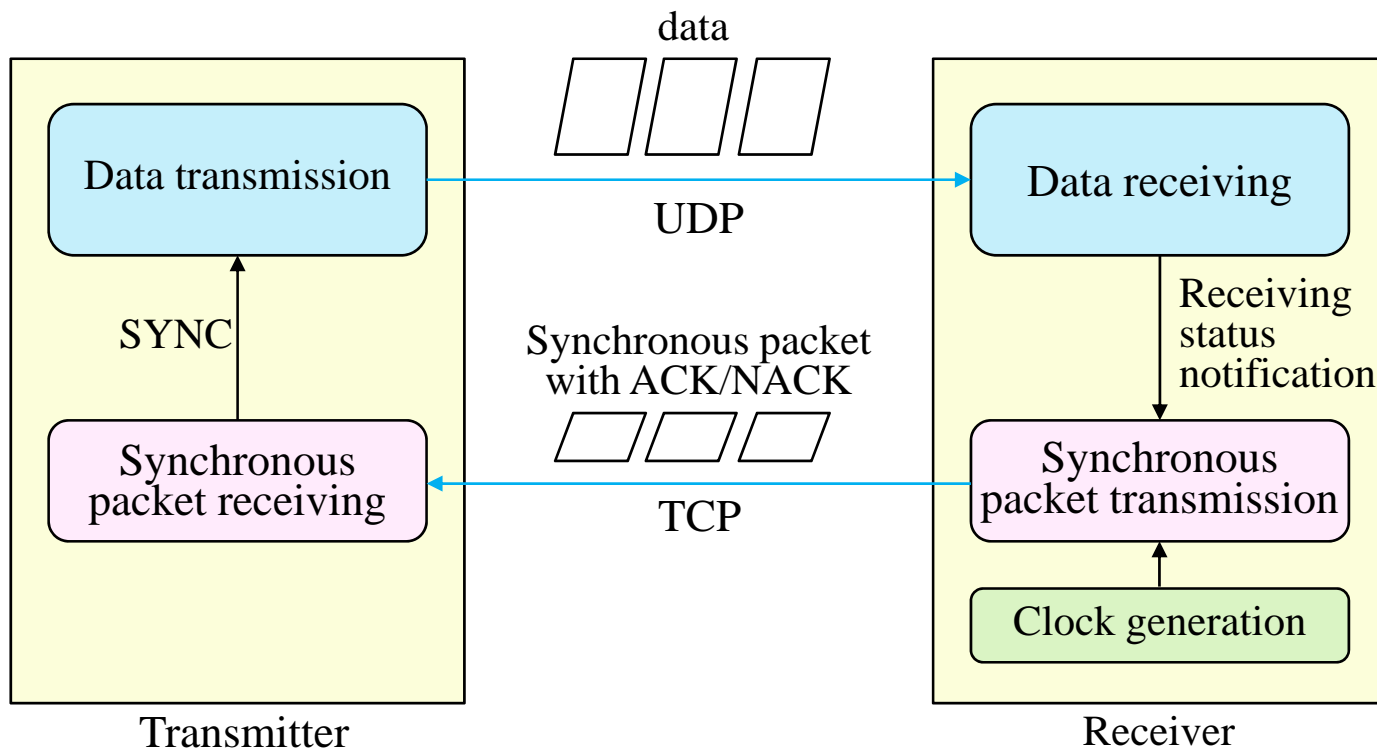 data
Data transmission
UDP
Data receiving
SYNC
Receiving
status
notification
Synchronous packet
with ACK/NACK
Synchronous
packet receiving
TCP
Synchronous
packet transmission
Clock generation
Transmitter
Receiver